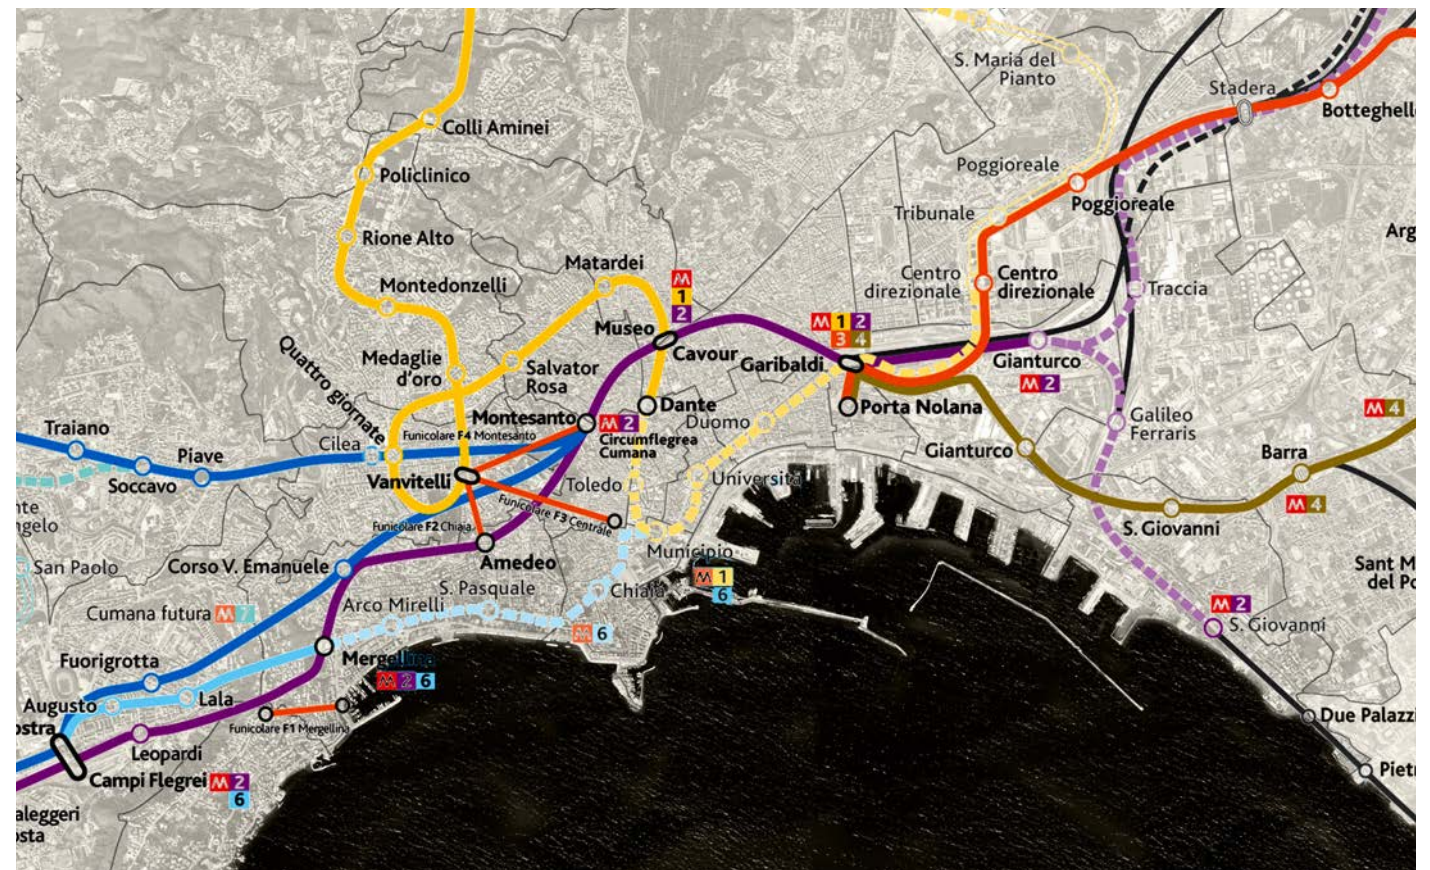 S. Maria del
Pianto
Stadera
Colli Aminei
Policlinico
Poggioreale
Poggioreale
Tribunale
Rione Alto
Matardei
Centro
direzionale
Centro
direzionale
Traccia
Montedonzelli
M
1
2
M 1 2
3 4
Museo
Cavour
Quattro giornate
Medaglie
d'oro
Salvator
Rosa
Garibaldi
Gianturco
M 2
Montesanto
M 2
Circumflegrea
Cumana
Dante
Duomo
Porta Nolana
Galileo
Ferraris
M 4
Traiano
Piave
Soccavo
Cilea
Funicolare F4 Montesanto
Gianturco
Barra
M 4
Vanvitelli
Toledo
Università
Funicolare F3 Centrale
Funicolare F2 Chiaia
S. Giovanni
San Paolo
Corso V. Emanuele
Amedeo
Municipio
M 1
6
S. Pasquale
Chiaia
Arco Mirelli
Cumana futura M 7
M 6
M 2
S. Giovanni
Fuorigrotta
Mergellina
M 2 6
Augusto
Lala
Funicolare F1 Mergellina
Due Palazzi
Leopardi
Campi Flegrei M 2
6